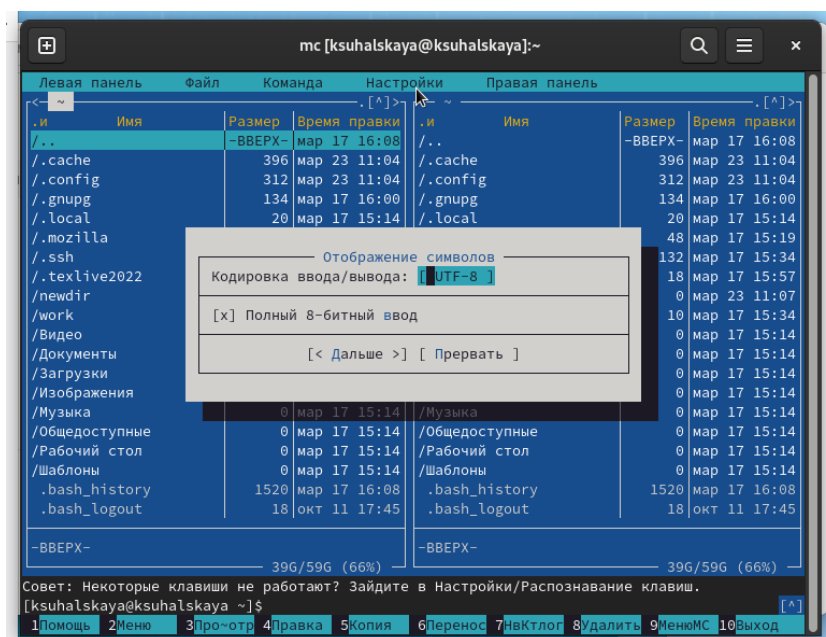 mc [ksuhalskaya@ksuhalskaya]:~
Левая панель Файл Команда Настройки Правая панель
<— ~ .[^]> <— ~ .[^]>
.и Имя Размер Время правки .и Имя Размер Время правки
/.. -ВВЕРХ- мар 17 16:08 /.. -ВВЕРХ- мар 17 16:08
/.cache 396 мар 23 11:04 /.cache 396 мар 23 11:04
/.config 312 мар 23 11:04 /.config 312 мар 23 11:04
/.gnupg 134 мар 17 16:00 /.gnupg 134 мар 17 16:00
/.local 20 мар 17 15:14 /.local 20 мар 17 15:14
/.mozilla 48 мар 17 15:19
/.ssh Отображение символов 132 мар 17 15:34
/.texlive2022 Кодировка ввода/вывода: [ UTF-8 ] 18 мар 17 15:57
/newdir 0 мар 23 11:07
/work [x] Полный 8-битный ввод 10 мар 17 15:34
/Видео 0 мар 17 15:14
/Документы [< Дальше >] [ Прервать ] 0 мар 17 15:14
/Загрузки 0 мар 17 15:14
/Изображения 0 мар 17 15:14
/Музыка 0 мар 17 15:14 /Музыка 0 мар 17 15:14
/Общедоступные 0 мар 17 15:14 /Общедоступные 0 мар 17 15:14
/Рабочий стол 0 мар 17 15:14 /Рабочий стол 0 мар 17 15:14
/Шаблоны 0 мар 17 15:14 /Шаблоны 0 мар 17 15:14
.bash_history 1520 мар 17 16:08 .bash_history 1520 мар 17 16:08
.bash_logout 18 окт 11 17:45 .bash_logout 18 окт 11 17:45
-ВВЕРХ- -ВВЕРХ-
39G/59G (66%) 39G/59G (66%)
Совет: Некоторые клавиши не работают? Зайдите в Настройки/Распознавание клавиш.
[ksuhalskaya@ksuhalskaya ~]$ [^]
1Помощь 2Меню 3Про~отр 4Правка 5Копия 6Перенос 7НвКтлог 8Удалить 9МенюМС 10Выход